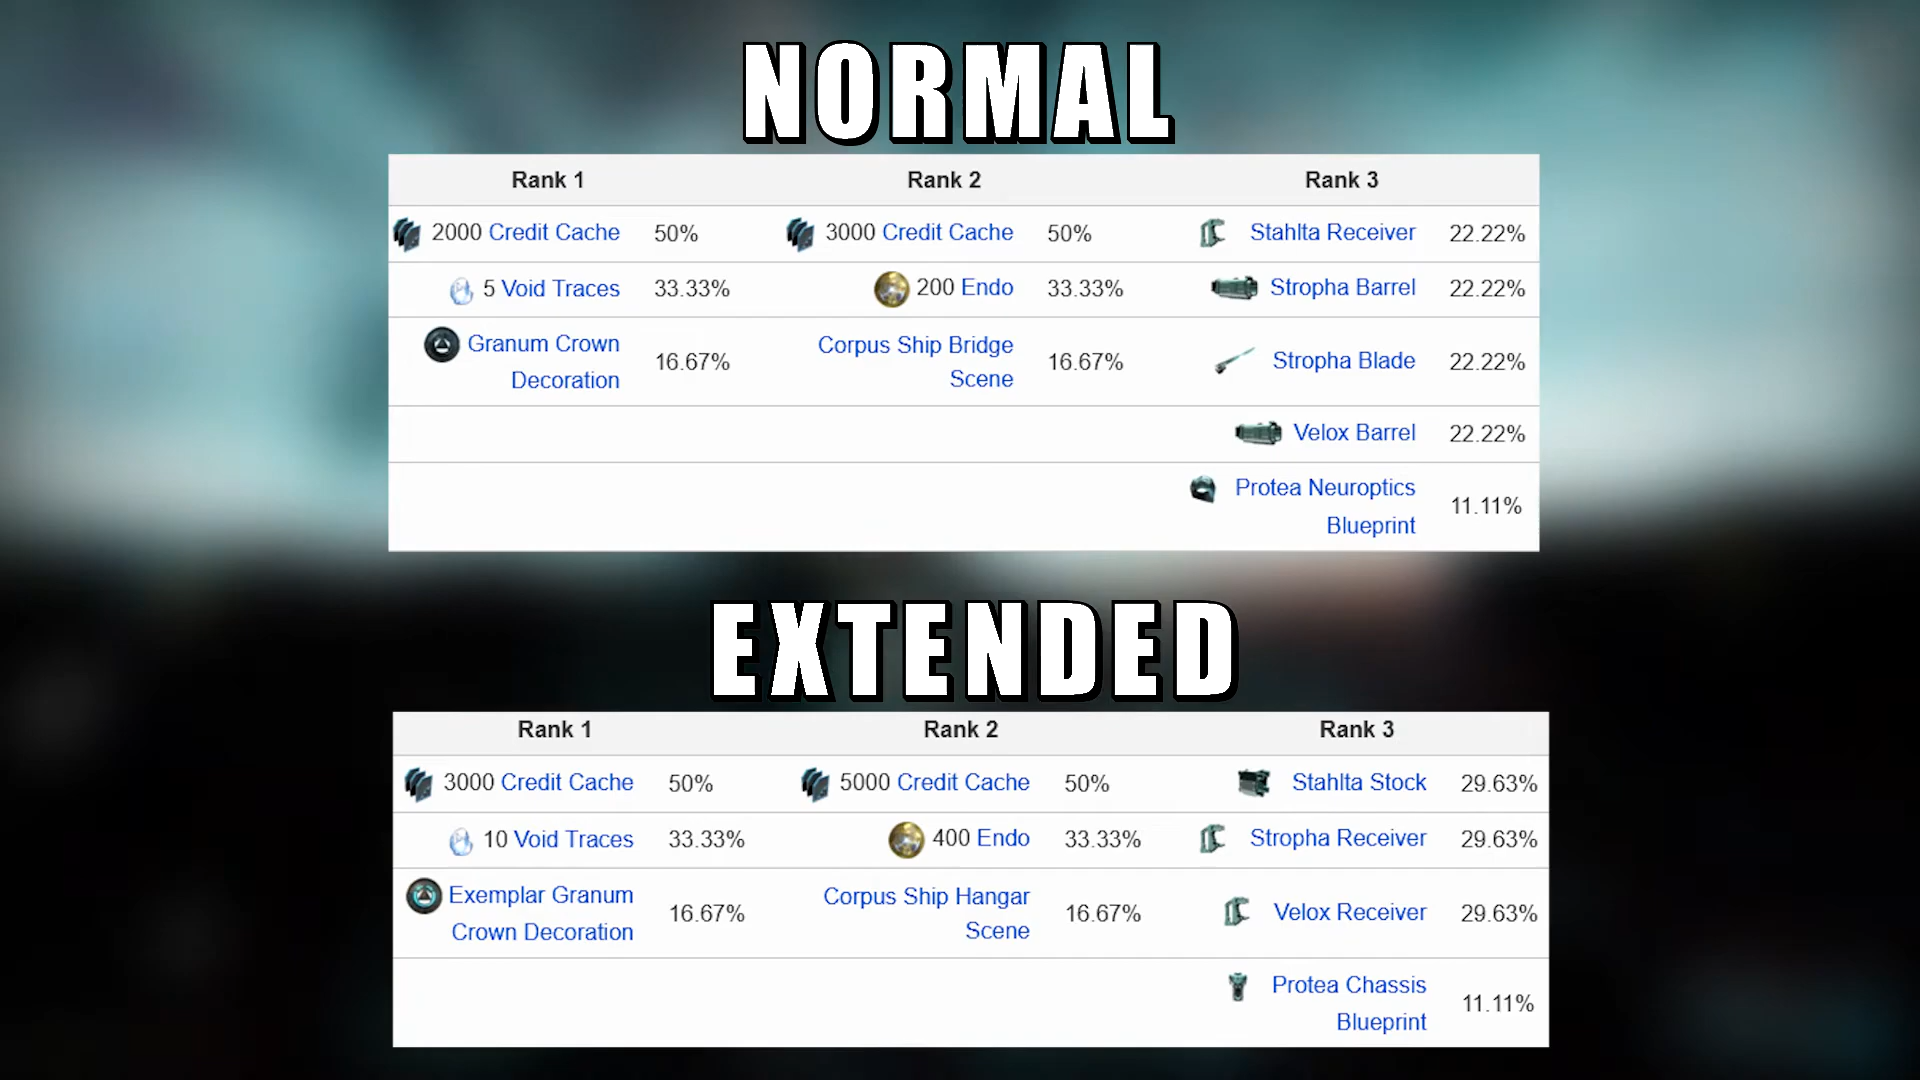 NORMAL
Rank 1 Rank 2 Rank 3
2000 Credit Cache 50% 3000 Credit Cache 50% Stahlta Receiver 22.22%
5 Void Traces 33.33% 200 Endo 33.33% Stropha Barrel 22.22%
Granum Crown
Decoration 16.67% Corpus Ship Bridge
Scene 16.67% Stropha Blade 22.22%
Velox Barrel 22.22%
Protea Neuroptics
Blueprint 11.11%
EXTENDED
Rank 1 Rank 2 Rank 3
3000 Credit Cache 50% 5000 Credit Cache 50% Stahlta Stock 29.63%
10 Void Traces 33.33% 400 Endo 33.33% Stropha Receiver 29.63%
Exemplar Granum
Crown Decoration 16.67% Corpus Ship Hangar
Scene 16.67% Velox Receiver 29.63%
Protea Chassis
Blueprint 11.11%